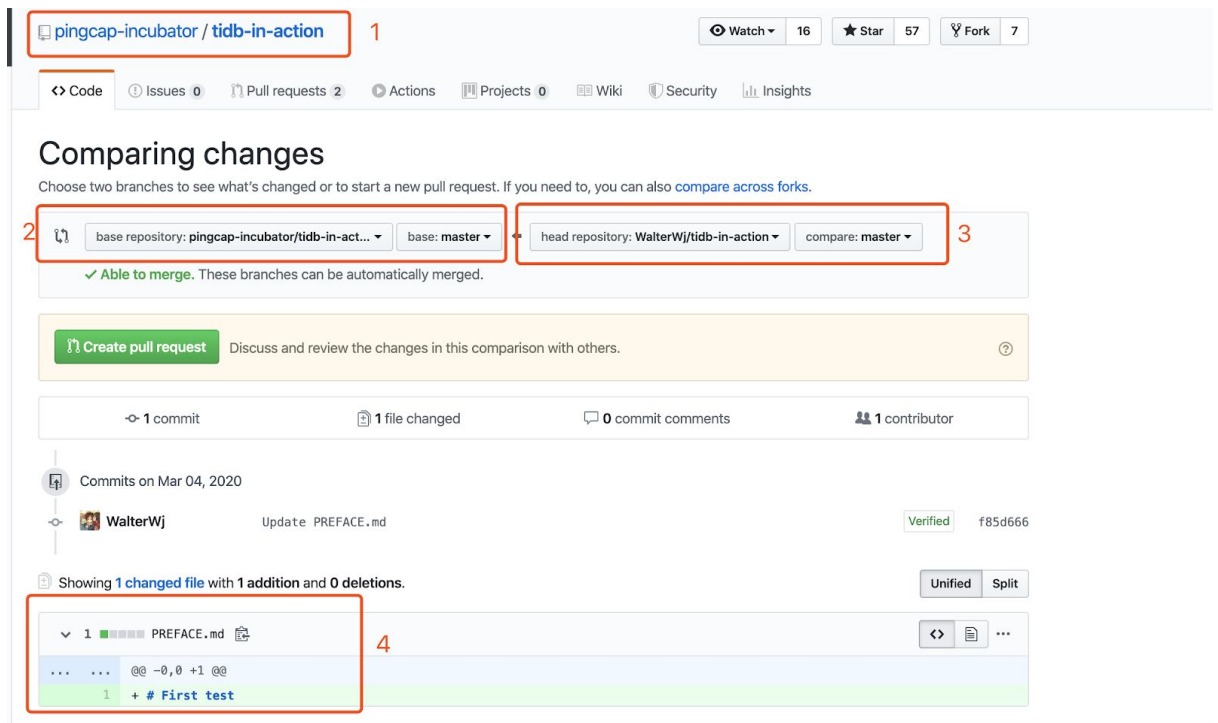 pingcap-incubator / tidb-in-action 1 Watch 16 Star 57 Fork 7
Code Issues 0 Pull requests 2 Actions Projects 0 Wiki Security Insights
Comparing changes
Choose two branches to see what's changed or to start a new pull request. If you need to, you can also compare across forks.
2 base repository: pingcap-incubator/tidb-in-act... base: master head repository: WalterWj/tidb-in-action compare: master 3
Able to merge. These branches can be automatically merged.
Create pull request Discuss and review the changes in this comparison with others.
1 commit 1 file changed 0 commit comments 1 contributor
Commits on Mar 04, 2020
WalterWj Update PREFACE.md Verified f85d666
Showing 1 changed file with 1 addition and 0 deletions. Unified Split
1 PREFACE.md 4
... ... @@ -0,0 +1 @@
1 + # First test